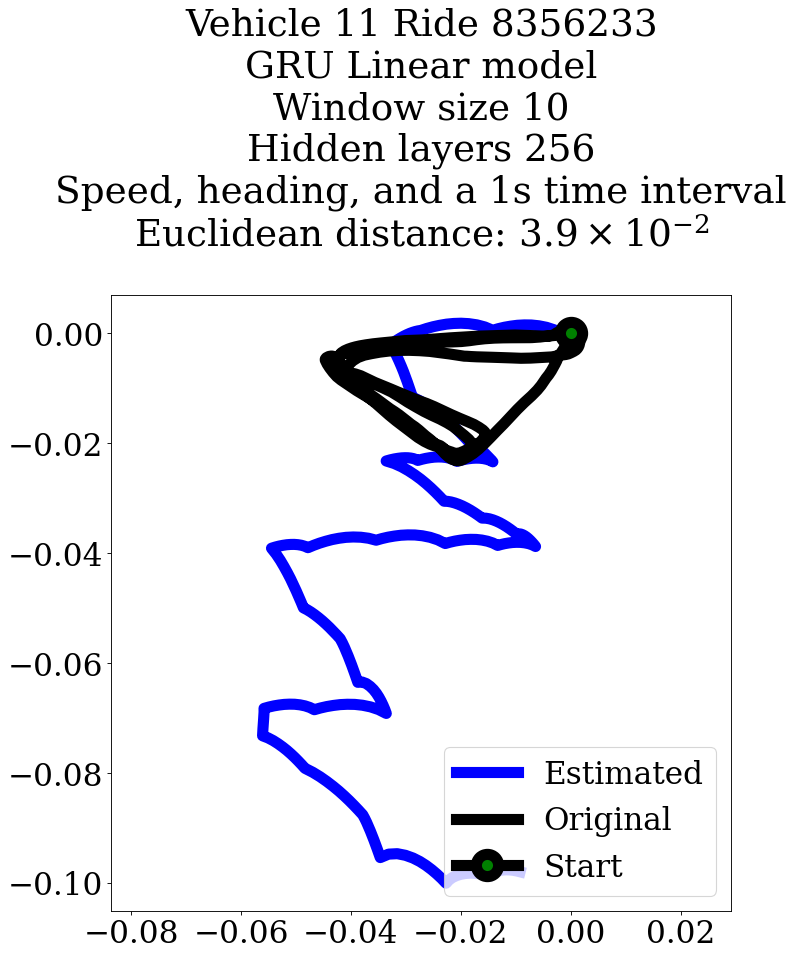 Vehicle 11 Ride 8356233
GRU Linear model
Window size 10
Hidden layers 256
Speed, heading, and a 1s time interval
Euclidean distance: 3.9 × 10⁻²
0.00
−0.02
−0.04
−0.06
−0.08
−0.10
Estimated
Original
Start
−0.08 −0.06 −0.04 −0.02 0.00 0.02